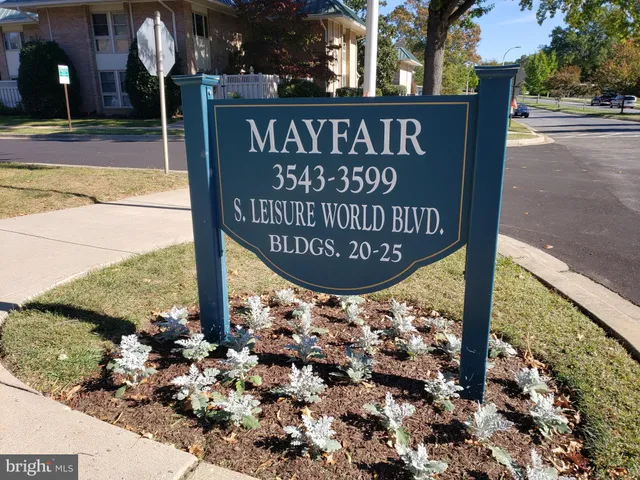 MAYFAIR
3543-3599
S. LEISURE WORLD BLVD.
BLDGS. 20-25
bright MLS